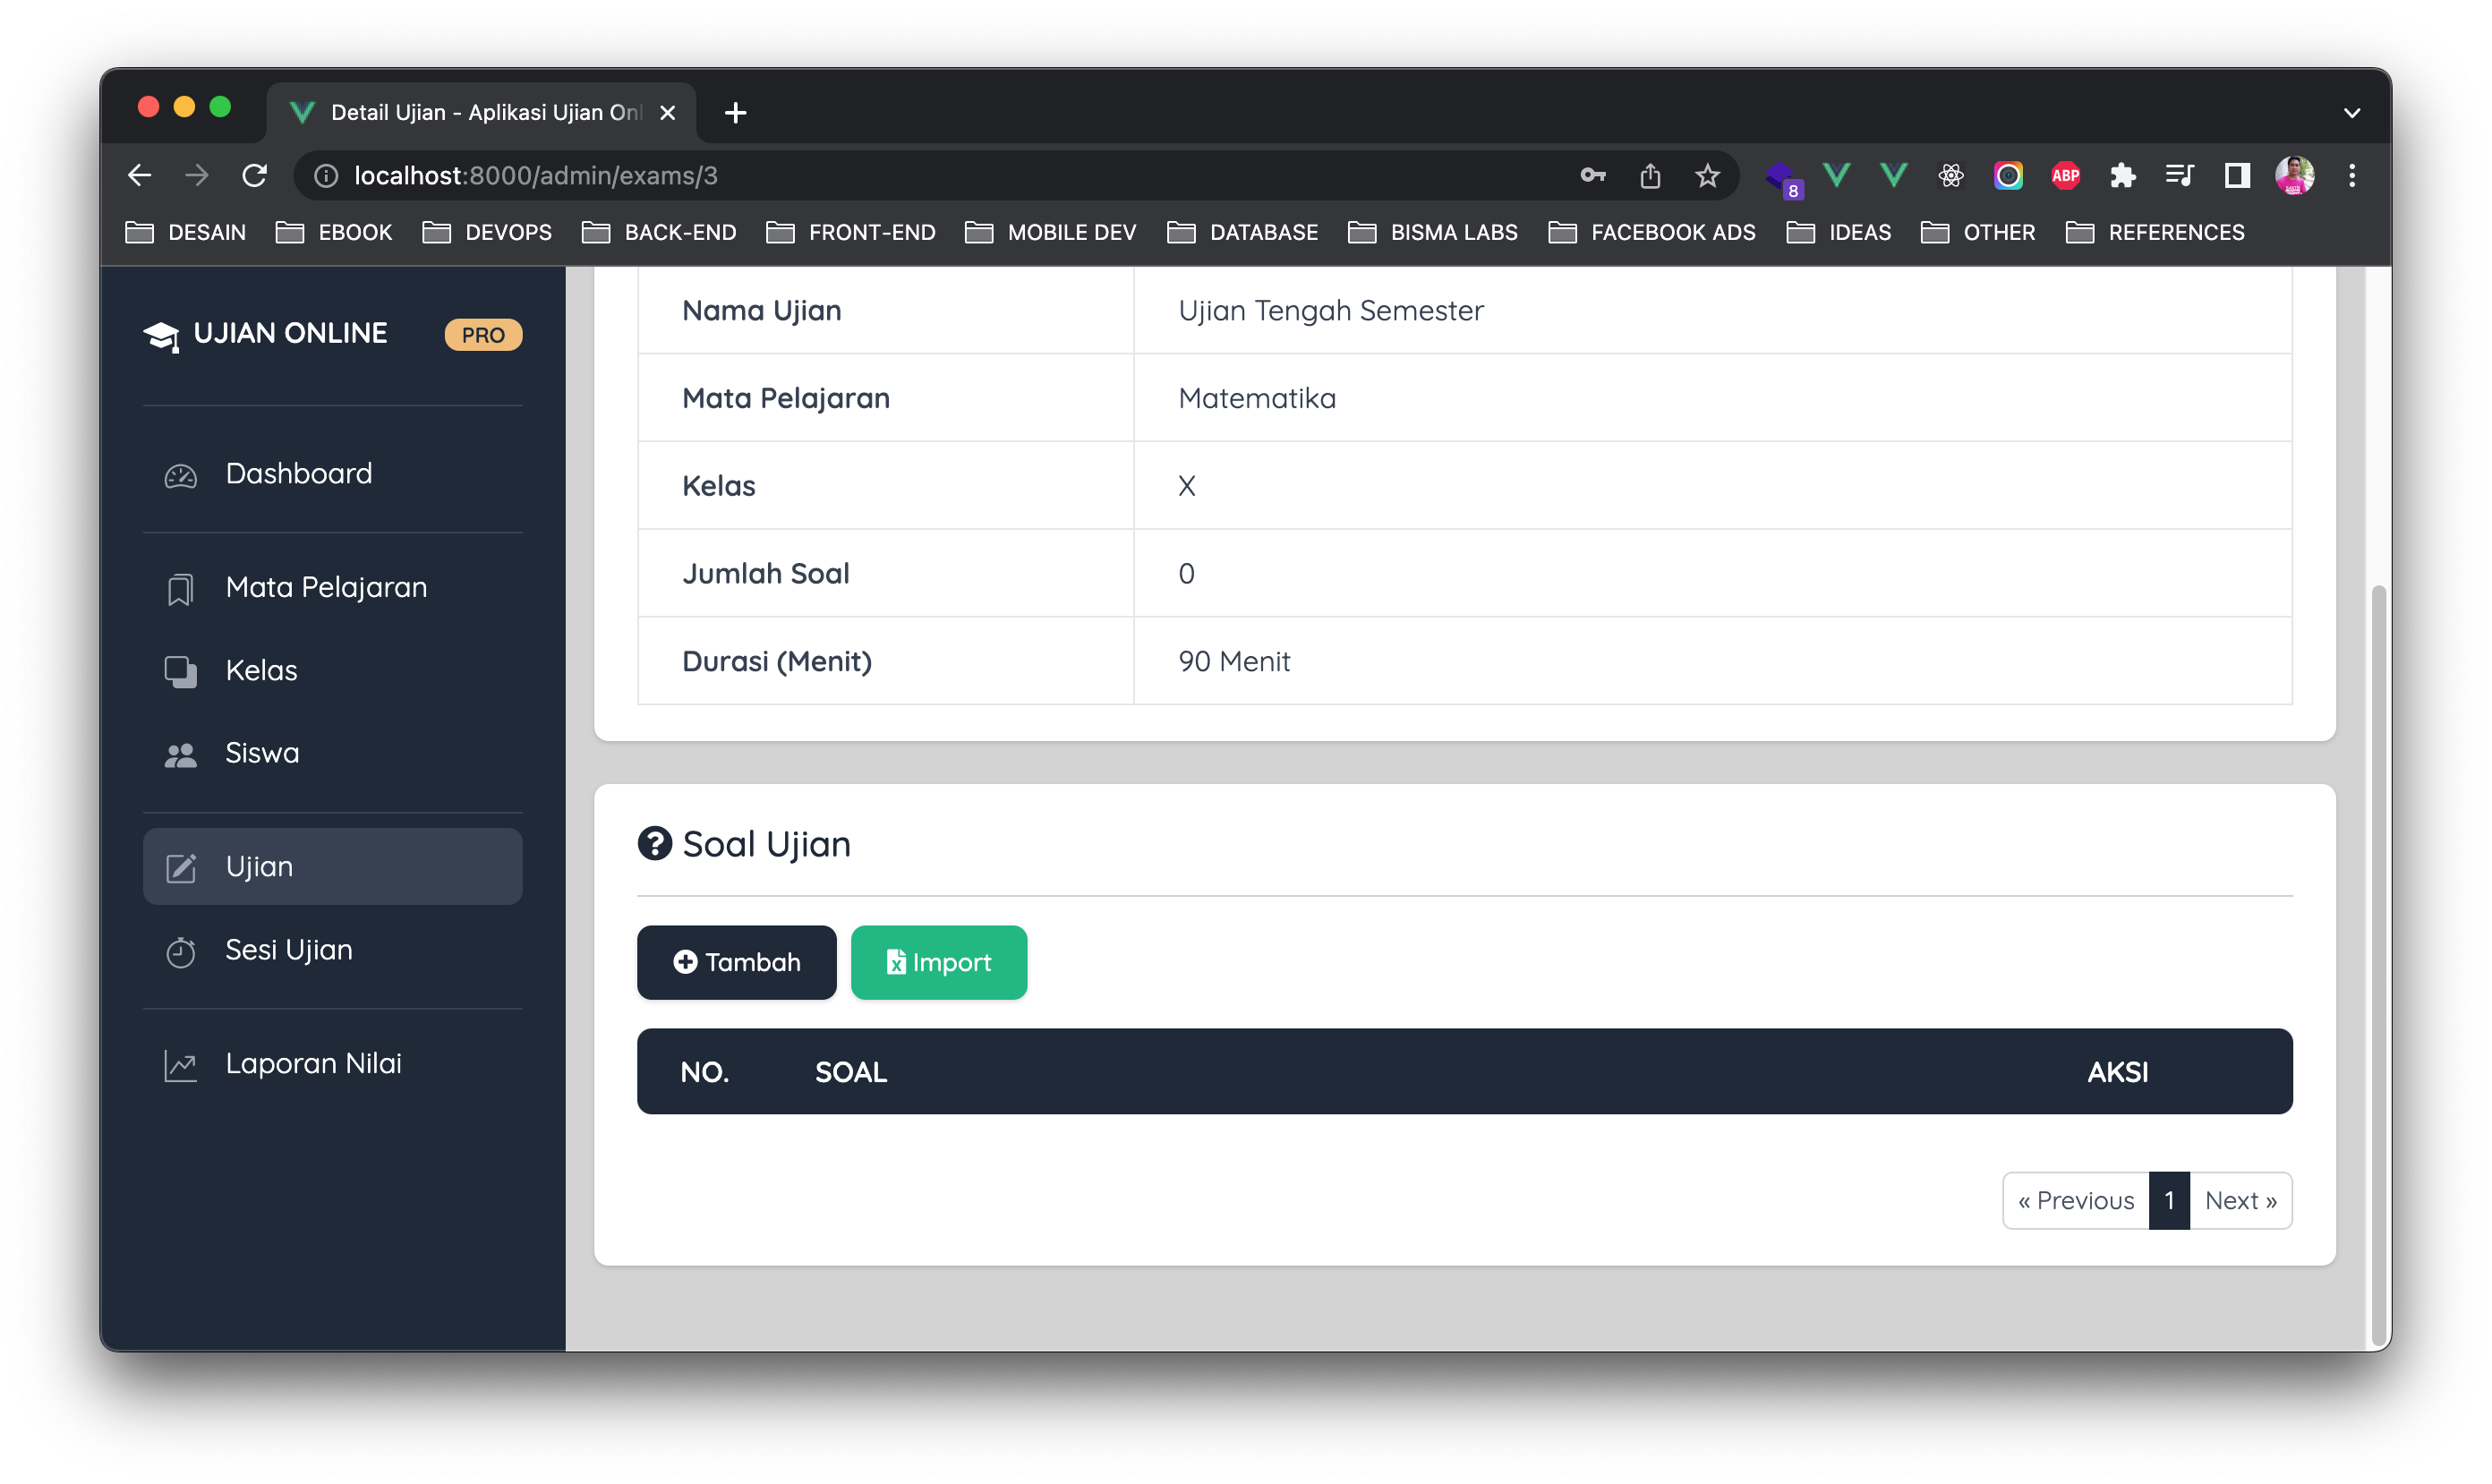 Detail Ujian - Aplikasi Ujian Onl
localhost:8000/admin/exams/3
8
ABP
DESAIN EBOOK DEVOPS BACK-END FRONT-END MOBILE DEV DATABASE BISMA LABS FACEBOOK ADS IDEAS OTHER REFERENCES
UJIAN ONLINE PRO
Dashboard
Mata Pelajaran
Kelas
Siswa
Ujian
Sesi Ujian
Laporan Nilai
Nama Ujian Ujian Tengah Semester
Mata Pelajaran Matematika
Kelas X
Jumlah Soal 0
Durasi (Menit) 90 Menit
Soal Ujian
Tambah Import
NO. SOAL AKSI
« Previous 1 Next »